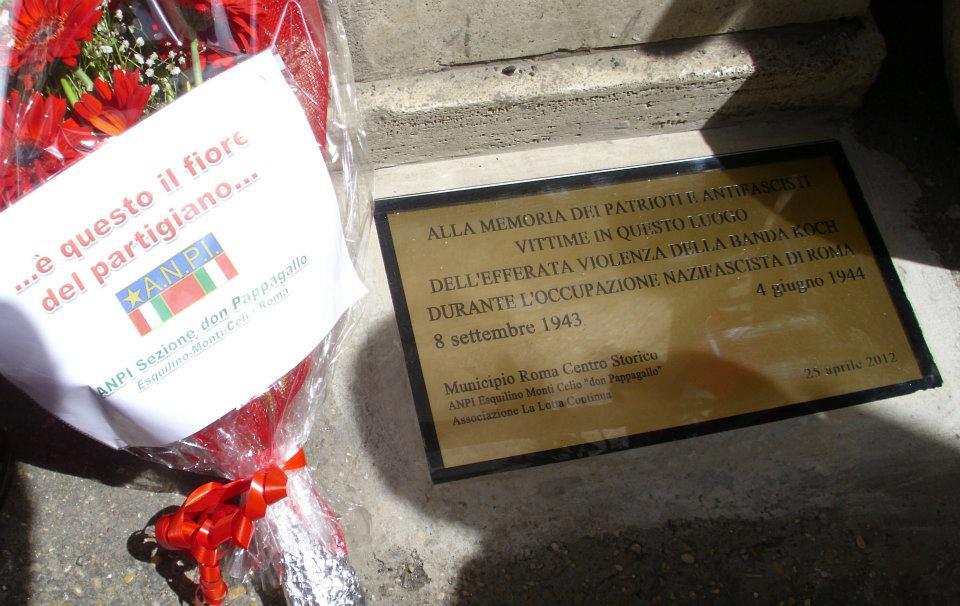 ...è questo il fiore
del partigiano...
A.N.P.I.
ANPI Sezione don Pappagallo
Esquilino-Monti-Celio - Roma
ALLA MEMORIA DEI PATRIOTI E ANTIFASCISTI
VITTIME IN QUESTO LUOGO
DELL'EFFERATA VIOLENZA DELLA BANDA KOCH
DURANTE L'OCCUPAZIONE NAZIFASCISTA DI ROMA
8 settembre 1943 4 giugno 1944
Municipio Roma Centro Storico
ANPI Esquilino Monti Celio "don Pappagallo"
Associazione La Lotta Continua
25 aprile 2012